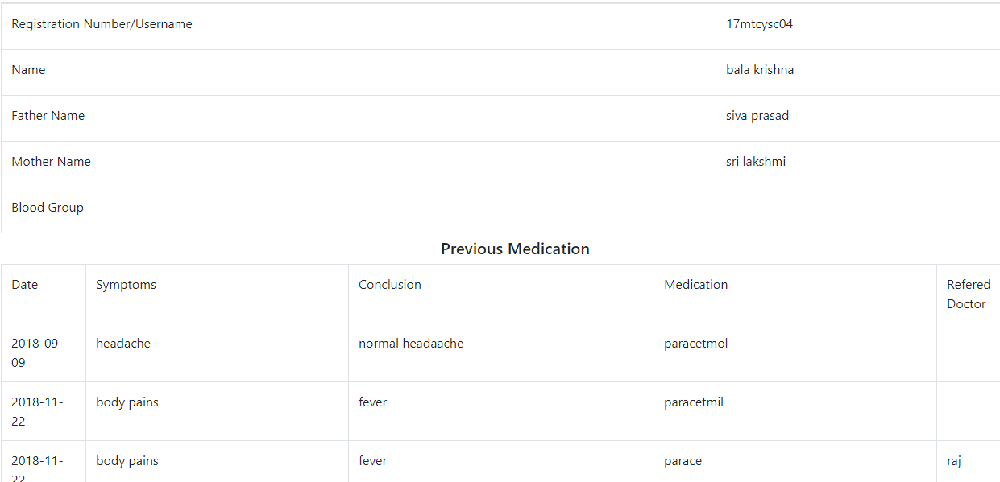 Registration Number/Username 17mtcysc04
Name bala krishna
Father Name siva prasad
Mother Name sri lakshmi
Blood Group
Previous Medication
Date Symptoms Conclusion Medication Refered
Doctor
2018-09- headache normal headaache paracetmol
09
2018-11- body pains fever paracetmil
22
2018-11- body pains fever parace raj
22